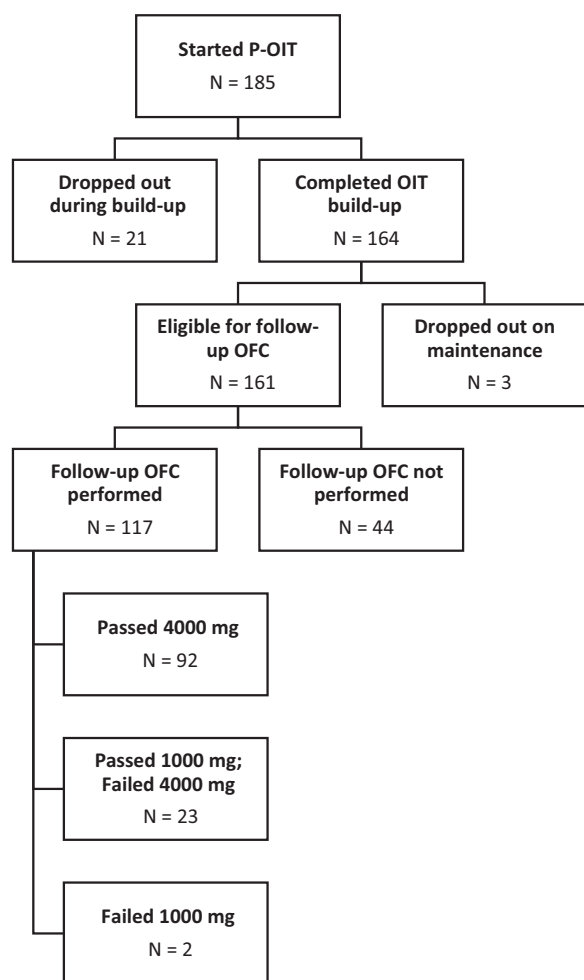 Started P-OIT
N = 185
Dropped out
during build-up
N = 21
Completed OIT
build-up
N = 164
Eligible for follow-
up OFC
N = 161
Dropped out on
maintenance
N = 3
Follow-up OFC
performed
N = 117
Follow-up OFC not
performed
N = 44
Passed 4000 mg
N = 92
Passed 1000 mg;
Failed 4000 mg
N = 23
Failed 1000 mg
N = 2